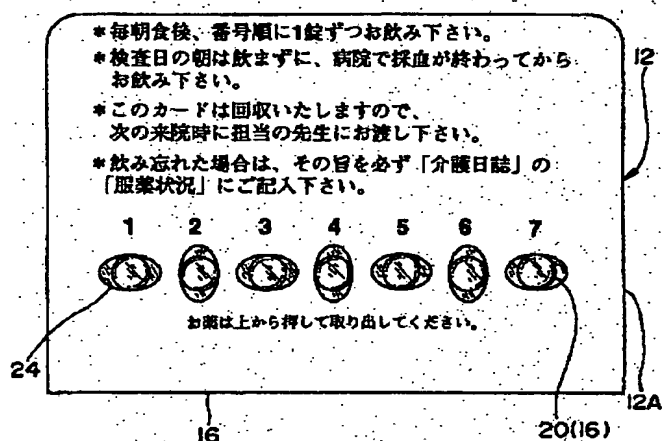 *毎朝食後、番号順に1錠ずつお飲み下さい。
*検査日の朝は飲まずに、病院で採血が終わってから
お飲み下さい。
*このカードは回収いたしますので、
次の来院時に担当の先生にお渡し下さい。
*飲み忘れた場合は、その旨を必ず「介護日誌」の
「服薬状況」にご記入下さい。
12
1 2 3 4 5 6 7
お薬は上から押して取り出してください。
24
12A
16
20(16)